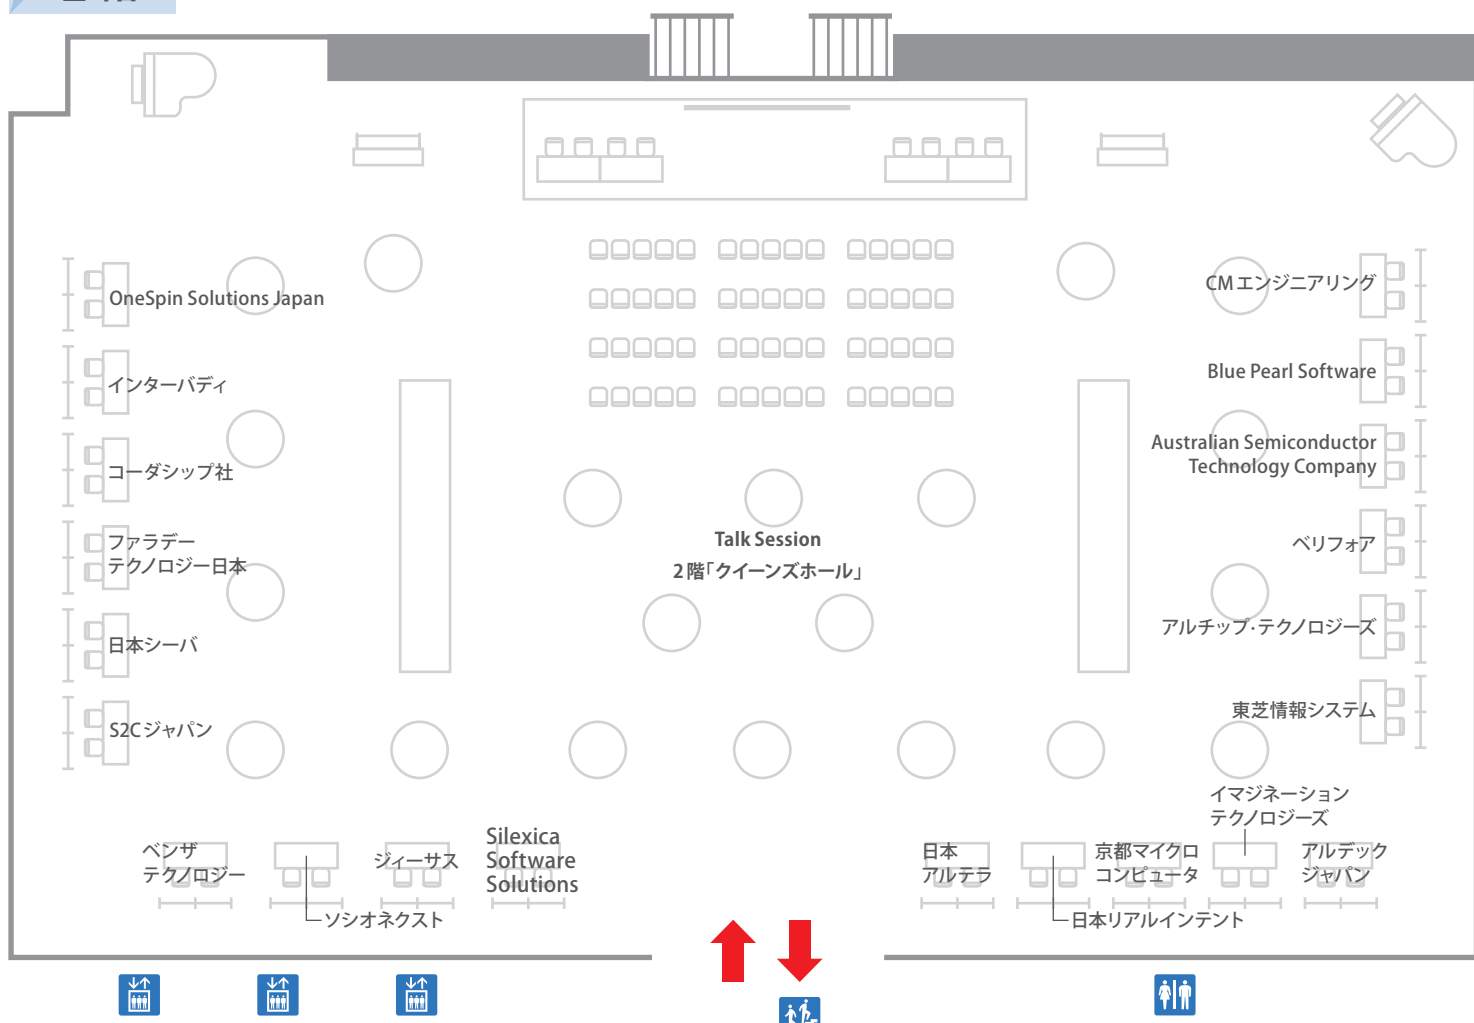 OneSpin Solutions Japan
インターバディ
コーダシップ社
ファラデー
テクノロジー日本
日本シーバ
S2Cジャパン
Talk Session
2階「クイーンズホール」
CMエンジニアリング
Blue Pearl Software
Australian Semiconductor
Technology Company
ベリフォア
アルチップ・テクノロジーズ
東芝情報システム
ベンザ
テクノロジー
ソシオネクスト
ジィーサス
Silexica
Software
Solutions
日本
アルテラ
日本リアルインテント
京都マイクロ
コンピュータ
イマジネーション
テクノロジーズ
アルデック
ジャパン